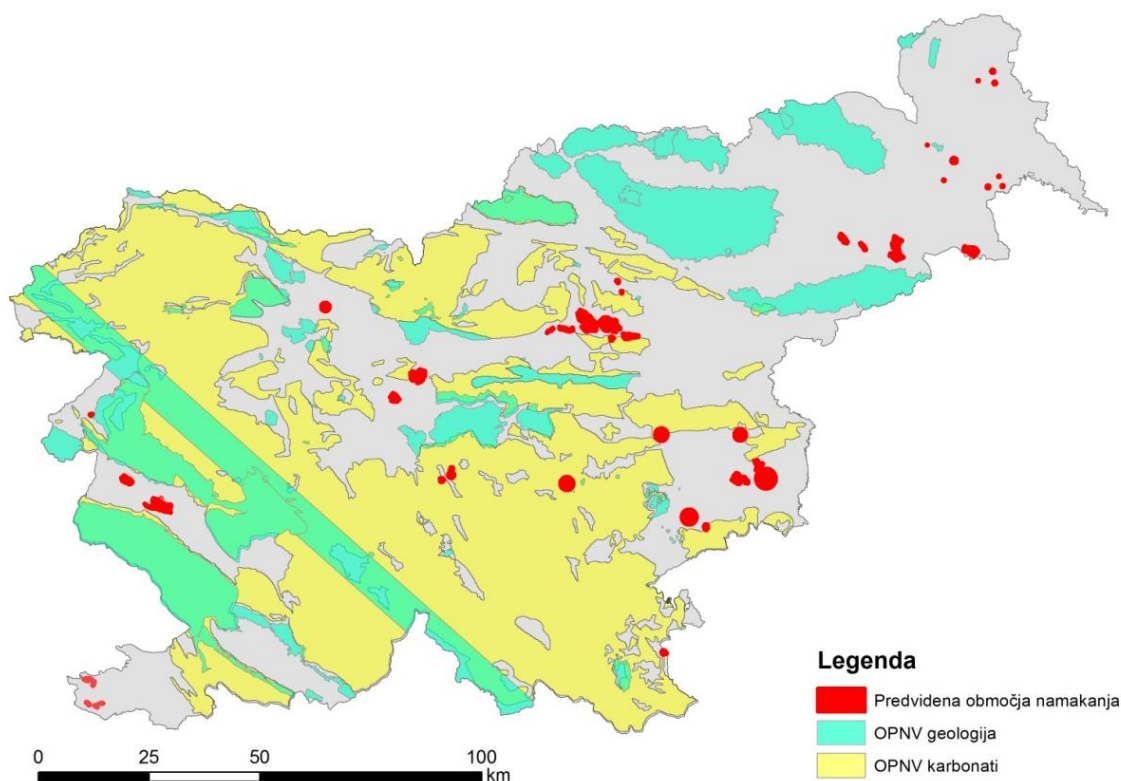 Legenda
Predvidena območja namakanja
OPNV geologija
OPNV karbonati
0 25 50 100
km